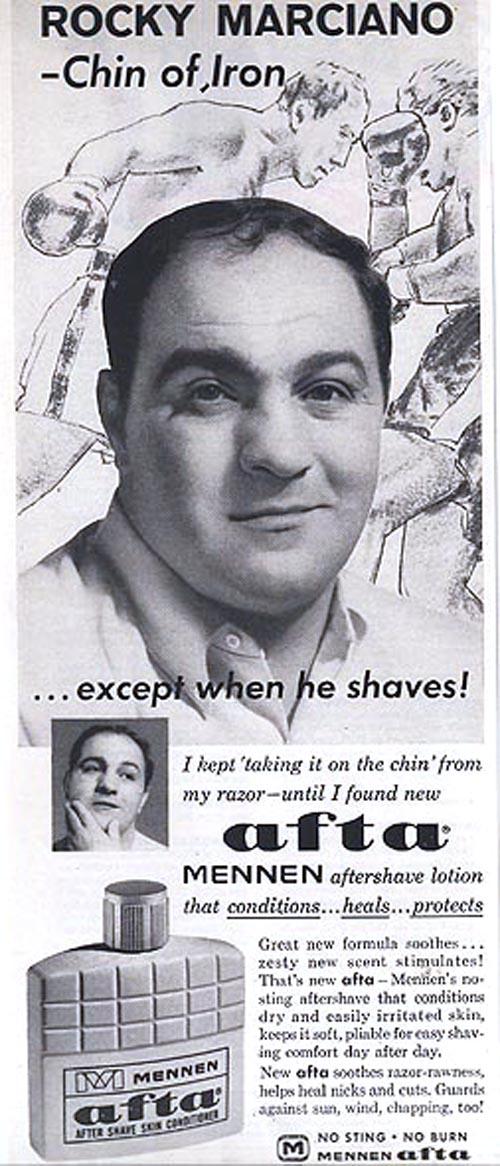 ROCKY MARCIANO
-Chin of Iron
...except when he shaves!
I kept 'taking it on the chin' from
my razor—until I found new
afta®
MENNEN aftershave lotion
that conditions...heals...protects
Great new formula soothes...
zesty new scent stimulates!
That's new afta – Mennen's no-
sting aftershave that conditions
dry and easily irritated skin,
keeps it soft, pliable for easy shav-
ing comfort day after day.
New afta soothes razor-rawness,
helps heal nicks and cuts. Guards
against sun, wind, chapping, too!
M MENNEN
afta®
AFTER SHAVE SKIN CONDITIONER
M NO STING • NO BURN
MENNEN afta